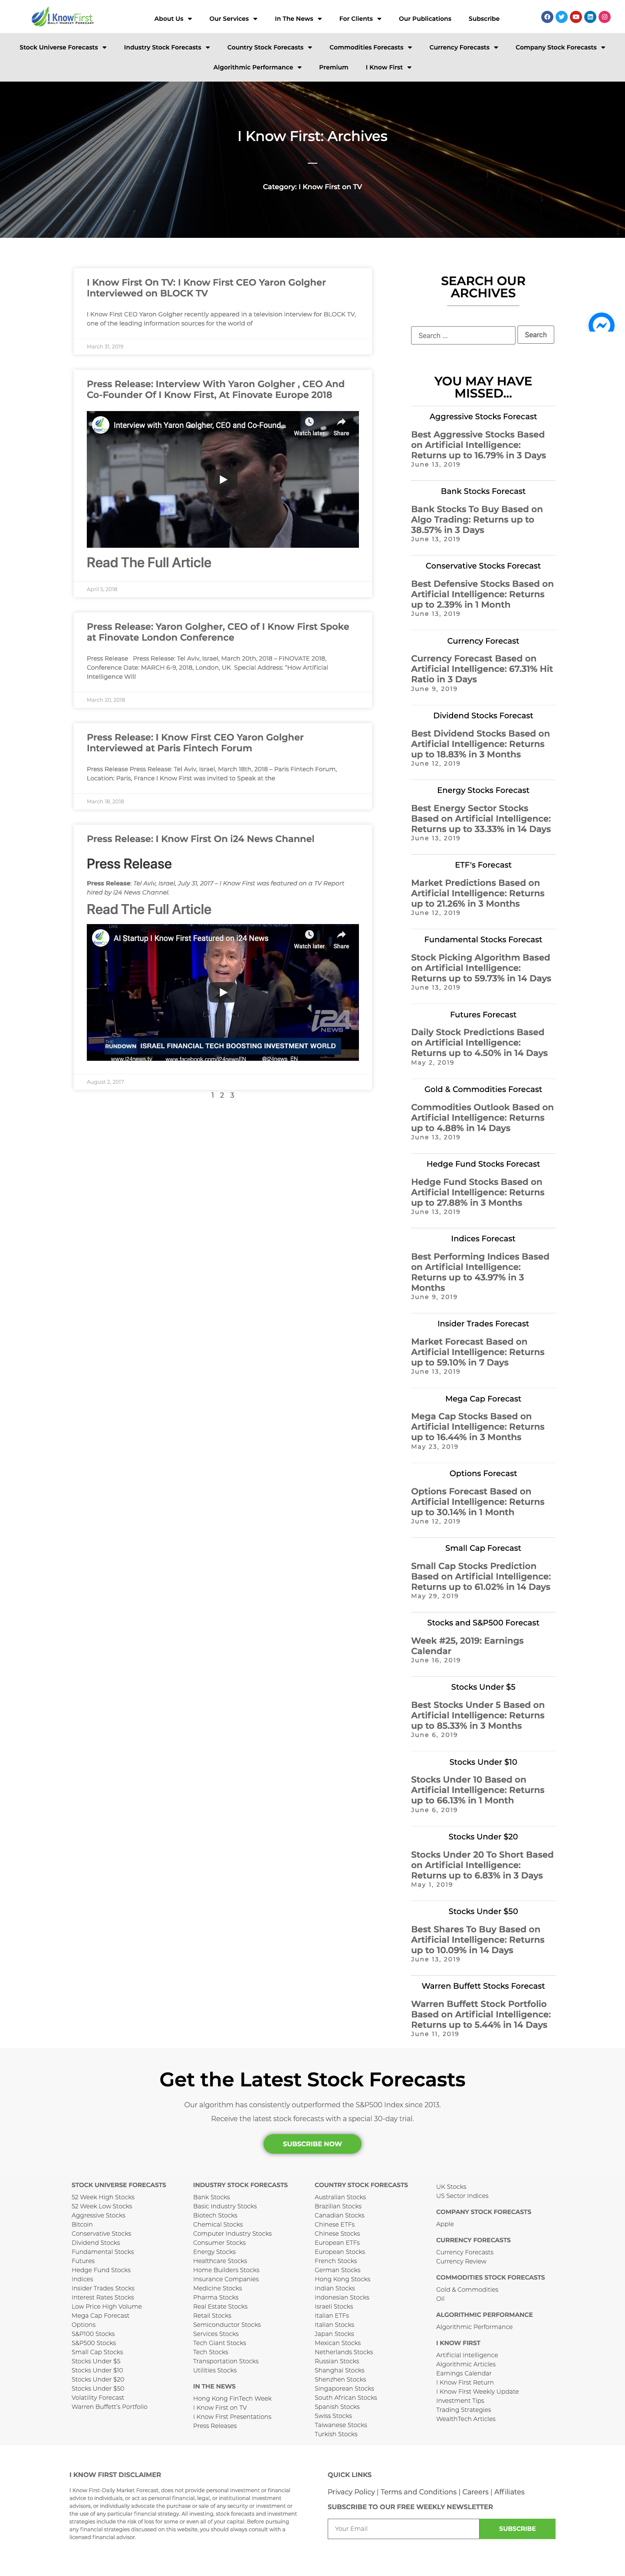 I Know First
DAILY MARKET FORECAST
About Us
Our Services
In The News
For Clients
Our Publications
Subscribe
Stock Universe Forecasts
Industry Stock Forecasts
Country Stock Forecasts
Commodities Forecasts
Currency Forecasts
Company Stock Forecasts
Algorithmic Performance
Premium
I Know First
I Know First: Archives
Category: I Know First on TV
I Know First On TV: I Know First CEO Yaron Golgher
Interviewed on BLOCK TV
I Know First CEO Yaron Golgher recently appeared in a television interview for BLOCK TV,
one of the leading information sources for the world of
March 31, 2019
Press Release: Interview With Yaron Golgher , CEO And
Co-Founder Of I Know First, At Finovate Europe 2018
Interview with Yaron Golgher, CEO and Co-Found...
Watch later
Share
Read The Full Article
April 5, 2018
Press Release: Yaron Golgher, CEO of I Know First Spoke
at Finovate London Conference
Press Release   Press Release: Tel Aviv, Israel, March 20th, 2018 – FINOVATE 2018,
Conference Date: MARCH 6-9, 2018, London, UK  Special Address: "How Artificial
Intelligence Will
March 20, 2018
Press Release: I Know First CEO Yaron Golgher
Interviewed at Paris Fintech Forum
Press Release Press Release: Tel Aviv, Israel, March 18th, 2018 – Paris Fintech Forum,
Location: Paris, France I Know First was invited to Speak at the
March 18, 2018
Press Release: I Know First On i24 News Channel
Press Release
Press Release: Tel Aviv, Israel, July 31, 2017 – I Know First was featured on a TV Report
hired by i24 News Channel.
Read The Full Article
AI Startup I Know First Featured on i24 News
Watch later
Share
i24 NEWS
THE RUNDOWN
ISRAEL FINANCIAL TECH BOOSTING INVESTMENT WORLD
www.i24news.tv
www.facebook.com/i24newsEN
@i24news_EN
August 2, 2017
1 2 3
SEARCH OUR
ARCHIVES
Search ...
Search
YOU MAY HAVE
MISSED...
Aggressive Stocks Forecast
Best Aggressive Stocks Based
on Artificial Intelligence:
Returns up to 16.79% in 3 Days
June 13, 2019
Bank Stocks Forecast
Bank Stocks To Buy Based on
Algo Trading: Returns up to
38.57% in 3 Days
June 13, 2019
Conservative Stocks Forecast
Best Defensive Stocks Based on
Artificial Intelligence: Returns
up to 2.39% in 1 Month
June 13, 2019
Currency Forecast
Currency Forecast Based on
Artificial Intelligence: 67.31% Hit
Ratio in 3 Days
June 9, 2019
Dividend Stocks Forecast
Best Dividend Stocks Based on
Artificial Intelligence: Returns
up to 18.83% in 3 Months
June 12, 2019
Energy Stocks Forecast
Best Energy Sector Stocks
Based on Artificial Intelligence:
Returns up to 33.33% in 14 Days
June 13, 2019
ETF's Forecast
Market Predictions Based on
Artificial Intelligence: Returns
up to 21.26% in 3 Months
June 12, 2019
Fundamental Stocks Forecast
Stock Picking Algorithm Based
on Artificial Intelligence:
Returns up to 59.73% in 14 Days
June 13, 2019
Futures Forecast
Daily Stock Predictions Based
on Artificial Intelligence:
Returns up to 4.50% in 14 Days
May 2, 2019
Gold & Commodities Forecast
Commodities Outlook Based on
Artificial Intelligence: Returns
up to 4.88% in 14 Days
June 13, 2019
Hedge Fund Stocks Forecast
Hedge Fund Stocks Based on
Artificial Intelligence: Returns
up to 27.88% in 3 Months
June 13, 2019
Indices Forecast
Best Performing Indices Based
on Artificial Intelligence:
Returns up to 43.97% in 3
Months
June 9, 2019
Insider Trades Forecast
Market Forecast Based on
Artificial Intelligence: Returns
up to 59.10% in 7 Days
June 13, 2019
Mega Cap Forecast
Mega Cap Stocks Based on
Artificial Intelligence: Returns
up to 16.44% in 3 Months
May 23, 2019
Options Forecast
Options Forecast Based on
Artificial Intelligence: Returns
up to 30.14% in 1 Month
June 12, 2019
Small Cap Forecast
Small Cap Stocks Prediction
Based on Artificial Intelligence:
Returns up to 61.02% in 14 Days
May 29, 2019
Stocks and S&P500 Forecast
Week #25, 2019: Earnings
Calendar
June 16, 2019
Stocks Under $5
Best Stocks Under 5 Based on
Artificial Intelligence: Returns
up to 85.33% in 3 Months
June 6, 2019
Stocks Under $10
Stocks Under 10 Based on
Artificial Intelligence: Returns
up to 66.13% in 1 Month
June 6, 2019
Stocks Under $20
Stocks Under 20 To Short Based
on Artificial Intelligence:
Returns up to 6.83% in 3 Days
May 1, 2019
Stocks Under $50
Best Shares To Buy Based on
Artificial Intelligence: Returns
up to 10.09% in 14 Days
June 13, 2019
Warren Buffett Stocks Forecast
Warren Buffett Stock Portfolio
Based on Artificial Intelligence:
Returns up to 5.44% in 14 Days
June 11, 2019
Get the Latest Stock Forecasts
Our algorithm has consistently outperformed the S&P500 Index since 2013.
Receive the latest stock forecasts with a special 30-day trial.
SUBSCRIBE NOW
STOCK UNIVERSE FORECASTS
52 Week High Stocks
52 Week Low Stocks
Aggressive Stocks
Bitcoin
Conservative Stocks
Dividend Stocks
Fundamental Stocks
Futures
Hedge Fund Stocks
Indices
Insider Trades Stocks
Interest Rates Stocks
Low Price High Volume
Mega Cap Forecast
Options
S&P100 Stocks
S&P500 Stocks
Small Cap Stocks
Stocks Under $5
Stocks Under $10
Stocks Under $20
Stocks Under $50
Volatility Forecast
Warren Buffett's Portfolio
INDUSTRY STOCK FORECASTS
Bank Stocks
Basic Industry Stocks
Biotech Stocks
Chemical Stocks
Computer Industry Stocks
Consumer Stocks
Energy Stocks
Healthcare Stocks
Home Builders Stocks
Insurance Companies
Medicine Stocks
Pharma Stocks
Real Estate Stocks
Retail Stocks
Semiconductor Stocks
Services Stocks
Tech Giant Stocks
Tech Stocks
Transportation Stocks
Utilities Stocks
IN THE NEWS
Hong Kong FinTech Week
I Know First on TV
I Know First Presentations
Press Releases
COUNTRY STOCK FORECASTS
Australian Stocks
Brazilian Stocks
Canadian Stocks
Chinese ETFs
Chinese Stocks
European ETFs
European Stocks
French Stocks
German Stocks
Hong Kong Stocks
Indian Stocks
Indonesian Stocks
Israeli Stocks
Italian ETFs
Italian Stocks
Japan Stocks
Mexican Stocks
Netherlands Stocks
Russian Stocks
Shanghai Stocks
Shenzhen Stocks
Singaporean Stocks
South African Stocks
Spanish Stocks
Swiss Stocks
Taiwanese Stocks
Turkish Stocks
UK Stocks
US Sector Indices
COMPANY STOCK FORECASTS
Apple
CURRENCY FORECASTS
Currency Forecasts
Currency Review
COMMODITIES STOCK FORECASTS
Gold & Commodities
Oil
ALGORITHMIC PERFORMANCE
Algorithmic Performance
I KNOW FIRST
Artificial Intelligence
Algorithmic Articles
Earnings Calendar
I Know First Return
I Know First Weekly Update
Investment Tips
Trading Strategies
WealthTech Articles
I KNOW FIRST DISCLAIMER
I Know First-Daily Market Forecast, does not provide personal investment or financial
advice to individuals, or act as personal financial, legal, or institutional investment
advisors, or individually advocate the purchase or sale of any security or investment or
the use of any particular financial strategy. All investing, stock forecasts and investment
strategies include the risk of loss for some or even all of your capital. Before pursuing
any financial strategies discussed on this website, you should always consult with a
licensed financial advisor.
QUICK LINKS
Privacy Policy | Terms and Conditions | Careers | Affiliates
SUBSCRIBE TO OUR FREE WEEKLY NEWSLETTER
Your Email
SUBSCRIBE